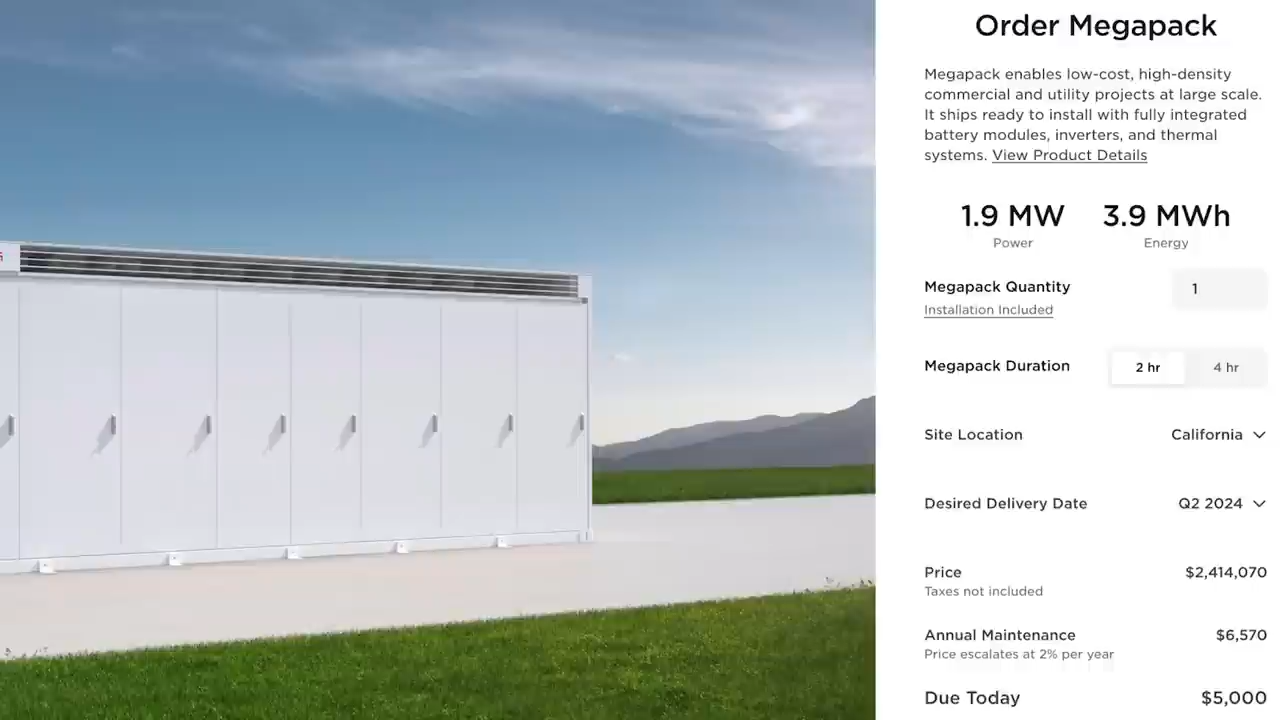 Order Megapack
Megapack enables low-cost, high-density
commercial and utility projects at large scale.
It ships ready to install with fully integrated
battery modules, inverters, and thermal
systems. View Product Details
1.9 MW 3.9 MWh
Power Energy
Megapack Quantity 1
Installation Included
Megapack Duration 2 hr 4 hr
Site Location California
Desired Delivery Date Q2 2024
Price $2,414,070
Taxes not included
Annual Maintenance $6,570
Price escalates at 2% per year
Due Today $5,000